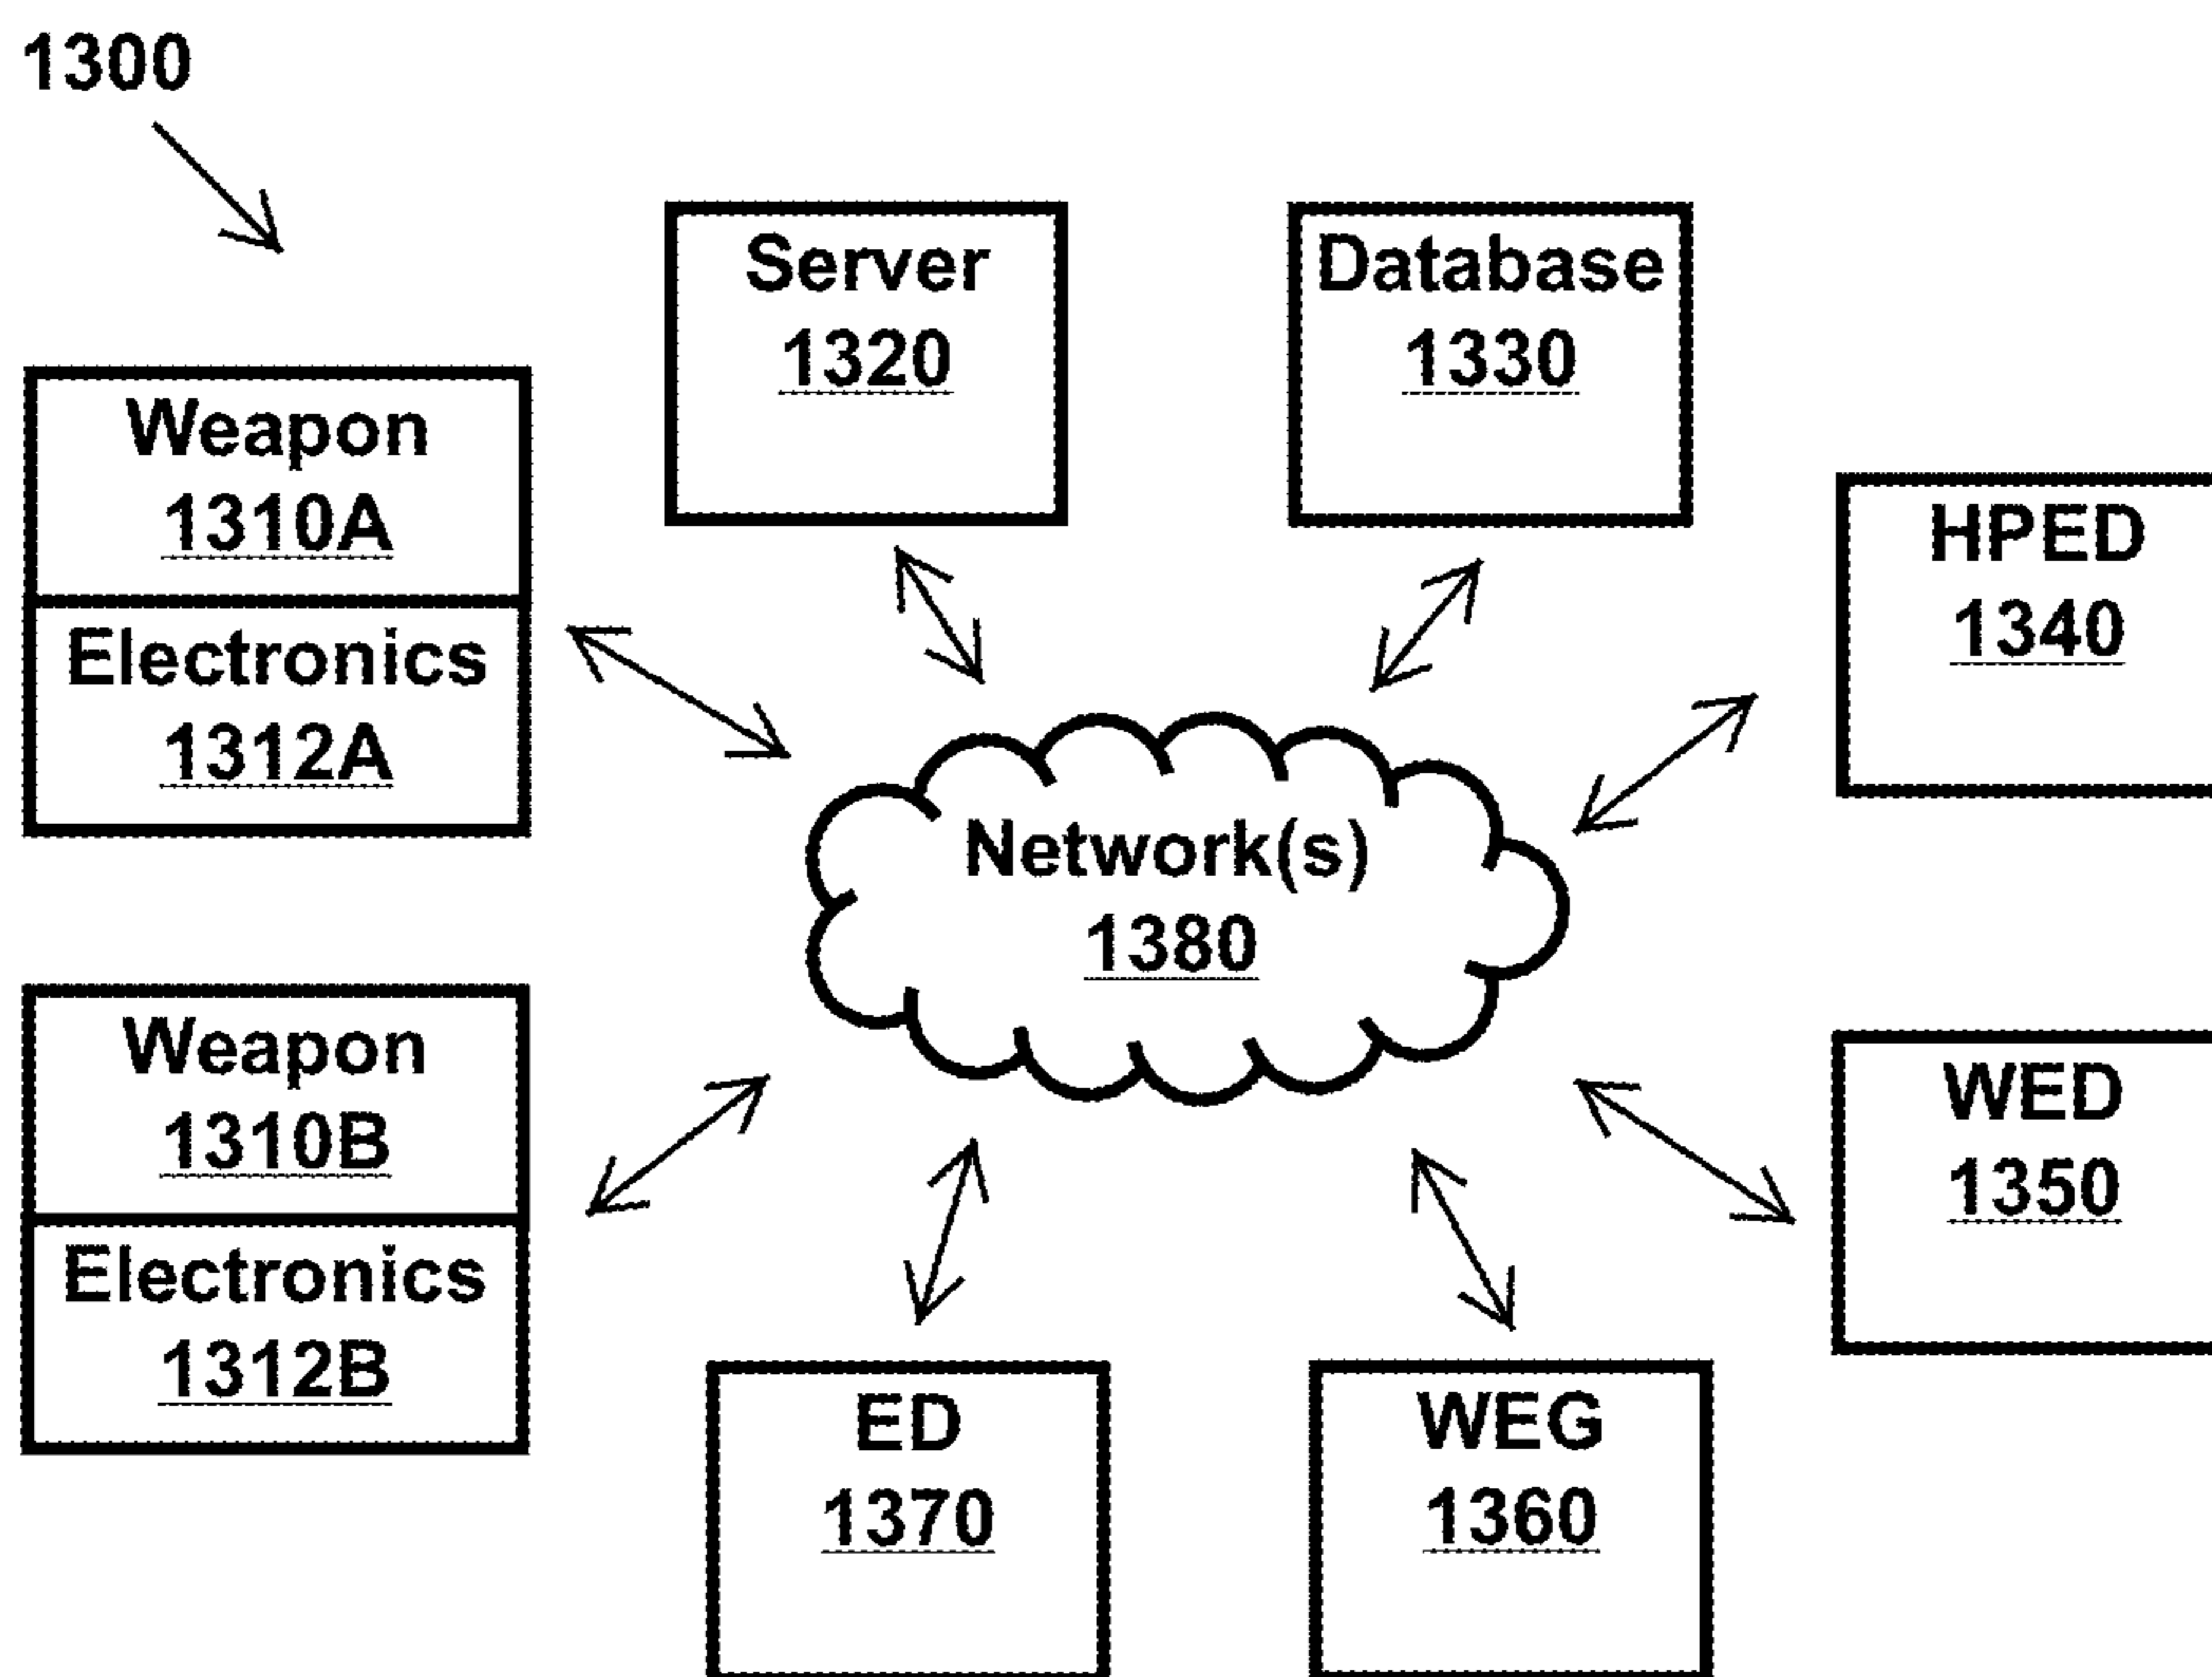 1300
Server
1320
Database
1330
Weapon
1310A
Electronics
1312A
HPED
1340
Network(s)
1380
Weapon
1310B
Electronics
1312B
WED
1350
ED
1370
WEG
1360